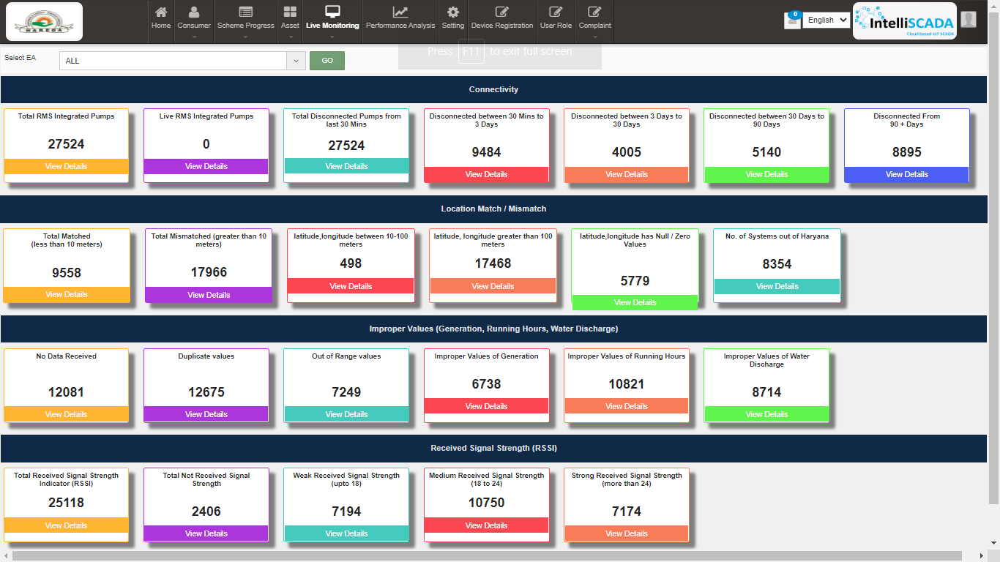 HAREDA
Home
Consumer
Scheme Progress
Asset
Live Monitoring
Performance Analysis
Setting
Device Registration
User Role
Complaint
0
English
IntelliSCADA
Cloud based IoT SCADA
Select EA
ALL
GO
Press F11 to exit full screen
Connectivity
Total RMS Integrated Pumps
27524
View Details
Live RMS Integrated Pumps
0
View Details
Total Disconnected Pumps from
last 30 Mins
27524
View Details
Disconnected between 30 Mins to
3 Days
9484
View Details
Disconnected between 3 Days to
30 Days
4005
View Details
Disconnected between 30 Days to
90 Days
5140
View Details
Disconnected From
90 + Days
8895
View Details
Location Match / Mismatch
Total Matched
(less than 10 meters)
9558
View Details
Total Mismatched (greater than 10
meters)
17966
View Details
latitude,longitude between 10-100
meters
498
View Details
latitude, longitude greater than 100
meters
17468
View Details
latitude,longitude has Null / Zero
Values
5779
View Details
No. of Systems out of Haryana
8354
View Details
Improper Values (Generation, Running Hours, Water Discharge)
No Data Received
12081
View Details
Duplicate values
12675
View Details
Out of Range values
7249
View Details
Improper Values of Generation
6738
View Details
Improper Values of Running Hours
10821
View Details
Improper Values of Water
Discharge
8714
View Details
Received Signal Strength (RSSI)
Total Received Signal Strength
Indicator (RSSI)
25118
View Details
Total Not Received Signal
Strength
2406
View Details
Weak Received Signal Strength
(upto 18)
7194
View Details
Medium Received Signal Strength
(18 to 24)
10750
View Details
Strong Received Signal Strength
(more than 24)
7174
View Details